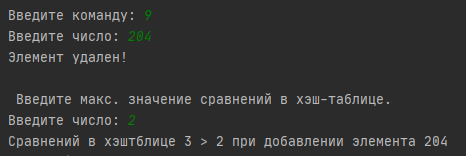 Введите команду: 9
Введите число: 204
Элемент удален!
Введите макс. значение сравнений в хэш-таблице.
Введите число: 2
Сравнений в хэштблице 3 > 2 при добавлении элемента 204